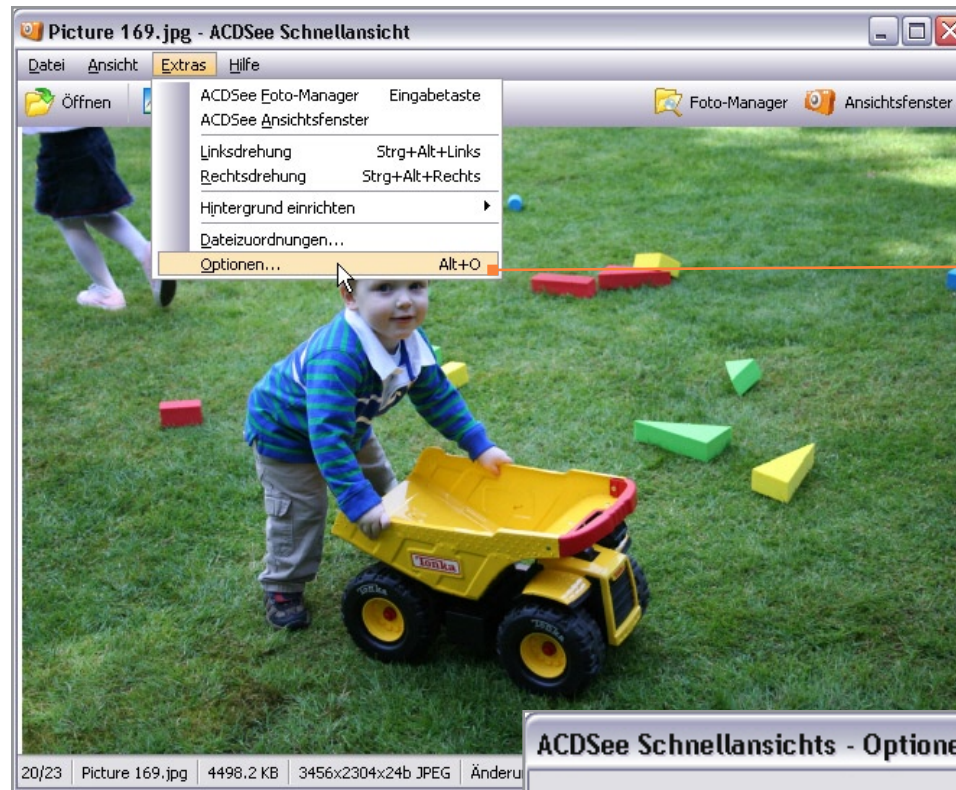 Picture 169.jpg - ACDSee Schnellansicht
Datei Ansicht Extras Hilfe
Öffnen Foto-Manager Ansichtsfenster
ACDSee Foto-Manager Eingabetaste
ACDSee Ansichtsfenster
Linksdrehung Strg+Alt+Links
Rechtsdrehung Strg+Alt+Rechts
Hintergrund einrichten
Dateizuordnungen...
Optionen... Alt+O
Tonka
Tonka
Tonka
ACDSee Schnellansichts - Optione
20/23 Picture 169.jpg 4498.2 KB 3456x2304x24b JPEG Änderu